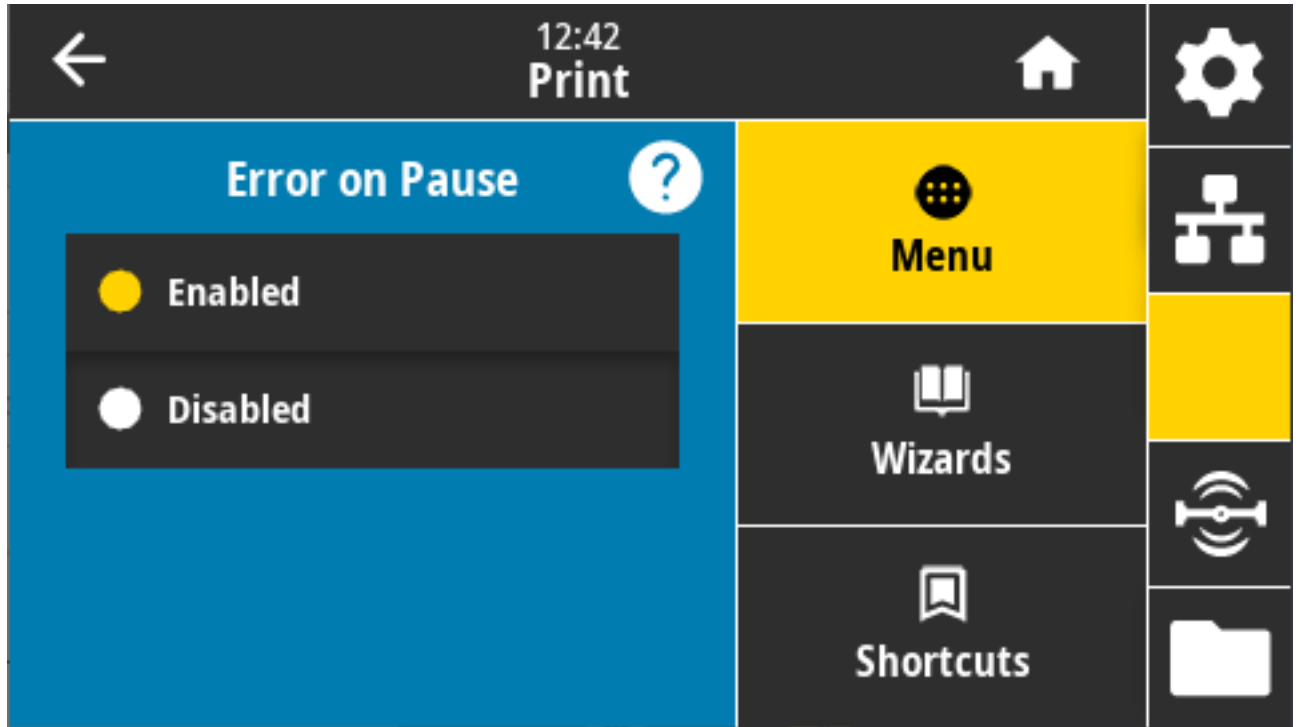 12:42
Print
Error on Pause
?
Enabled
Disabled
Menu
Wizards
Shortcuts